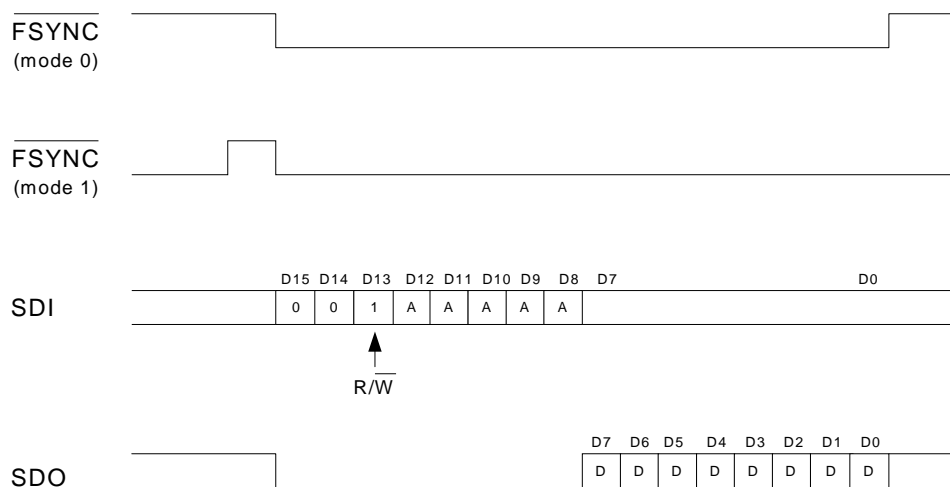 FSYNC
(mode 0)
FSYNC
(mode 1)
D15 D14 D13 D12 D11 D10 D9 D8 D7 D0
SDI 0 0 1 A A A A A
R/W
D7 D6 D5 D4 D3 D2 D1 D0
SDO D D D D D D D D